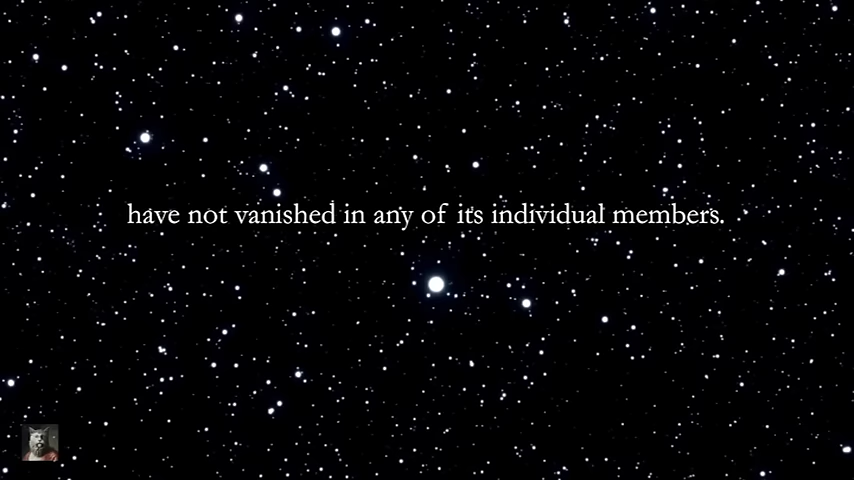 have not vanished in any of its individual members.